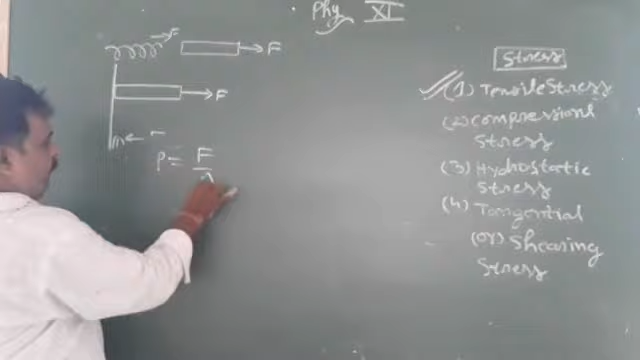 Phy XI
F
F
F
P = F
Stress
(1) Tensile Stress
(2) Compressional
Stress
(3) Hydrostatic
Stress
(4) Tangential
(or) Shearing
Stress